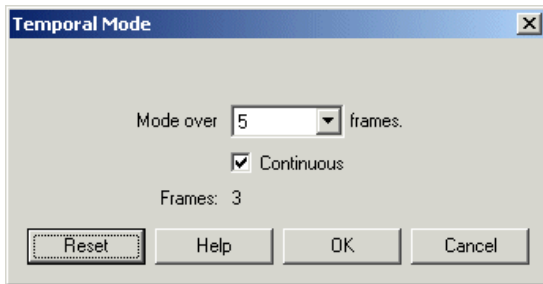 Temporal Mode
Mode over 5 frames.
Continuous
Frames: 3
Reset Help OK Cancel